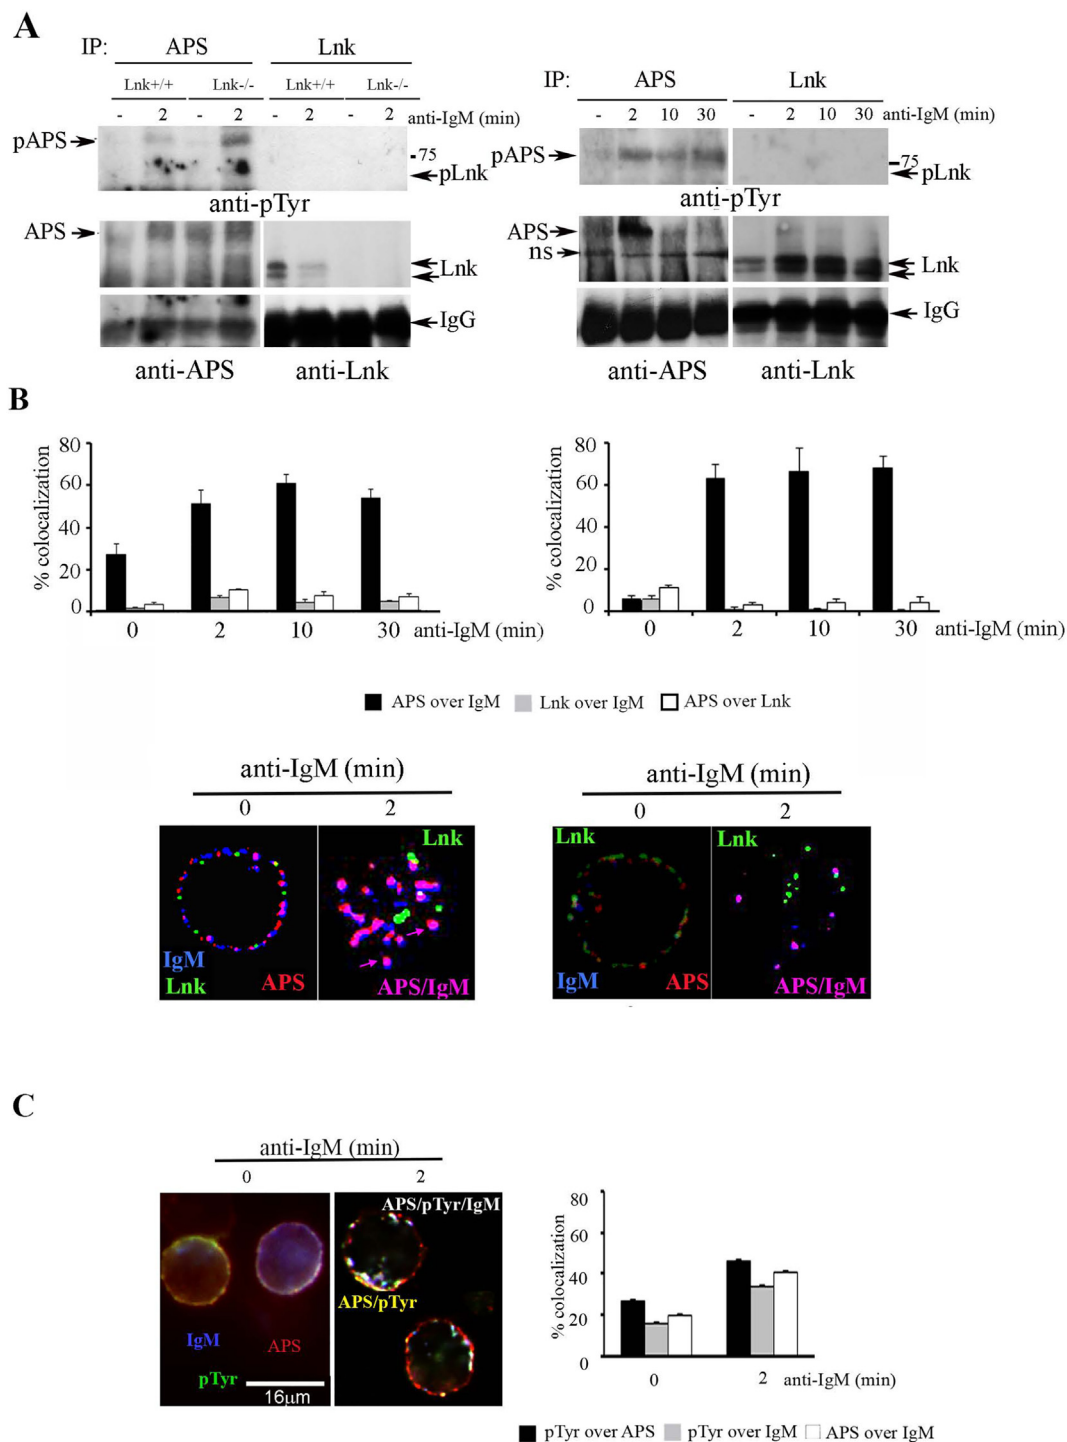 A
IP: APS Lnk
Lnk+/+ Lnk-/- Lnk+/+ Lnk-/-
- 2 - 2 - 2 - 2 anti-IgM (min)
pAPS
75
pLnk
anti-pTyr
APS
Lnk
IgG
anti-APS anti-Lnk
IP: APS Lnk
- 2 10 30 - 2 10 30
anti-IgM (min)
pAPS
75
pLnk
anti-pTyr
APS
ns
Lnk
IgG
anti-APS anti-Lnk
B
% colocalization
80
60
40
20
0
0 2 10 30 anti-IgM (min)
% colocalization
80
60
40
20
0
0 2 10 30 anti-IgM (min)
APS over IgM Lnk over IgM APS over Lnk
anti-IgM (min)
0 2
Lnk
IgM
Lnk APS APS/IgM
anti-IgM (min)
0 2
Lnk Lnk
IgM APS APS/IgM
C
anti-IgM (min)
0 2
APS/pTyr/IgM
APS/pTyr
IgM APS
pTyr
16µm
% colocalization
80
60
40
20
0
0 2 anti-IgM (min)
pTyr over APS pTyr over IgM APS over IgM